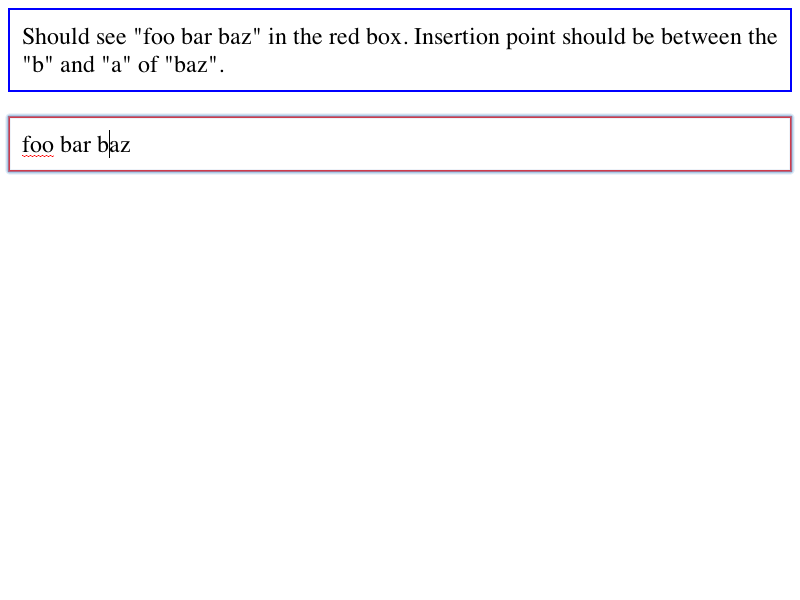 Should see "foo bar baz" in the red box. Insertion point should be between the
"b" and "a" of "baz".
foo bar baz